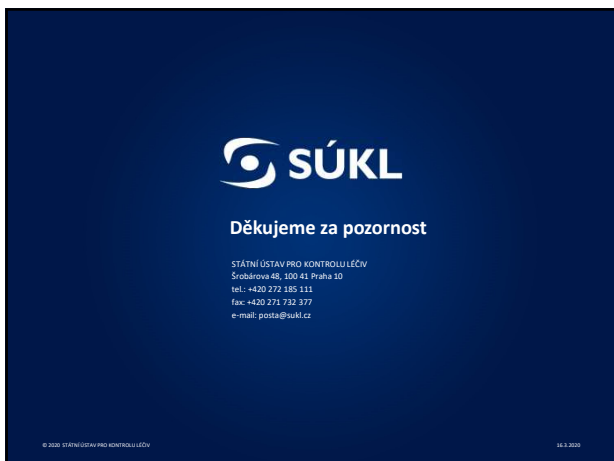 SÚKL
Děkujeme za pozornost
STÁTNÍ ÚSTAV PRO KONTROLU LÉČIV
Šrobárova 48, 100 41 Praha 10
tel.: +420 272 185 111
fax: +420 271 732 377
e-mail: posta@sukl.cz
© 2020 STÁTNÍ ÚSTAV PRO KONTROLU LÉČIV
16.3.2020